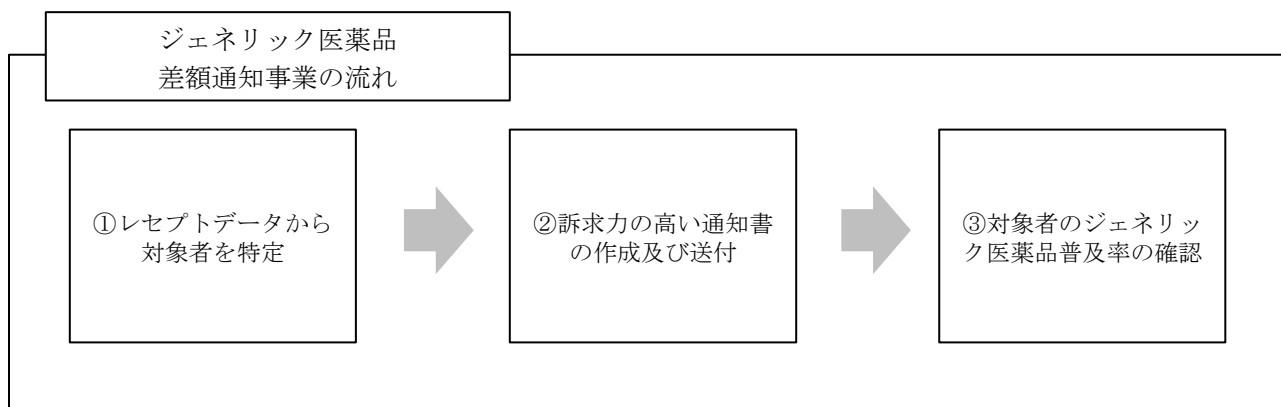 ジェネリック医薬品
差額通知事業の流れ
①レセプトデータから
対象者を特定
②訴求力の高い通知書
の作成及び送付
③対象者のジェネリッ
ク医薬品普及率の確認